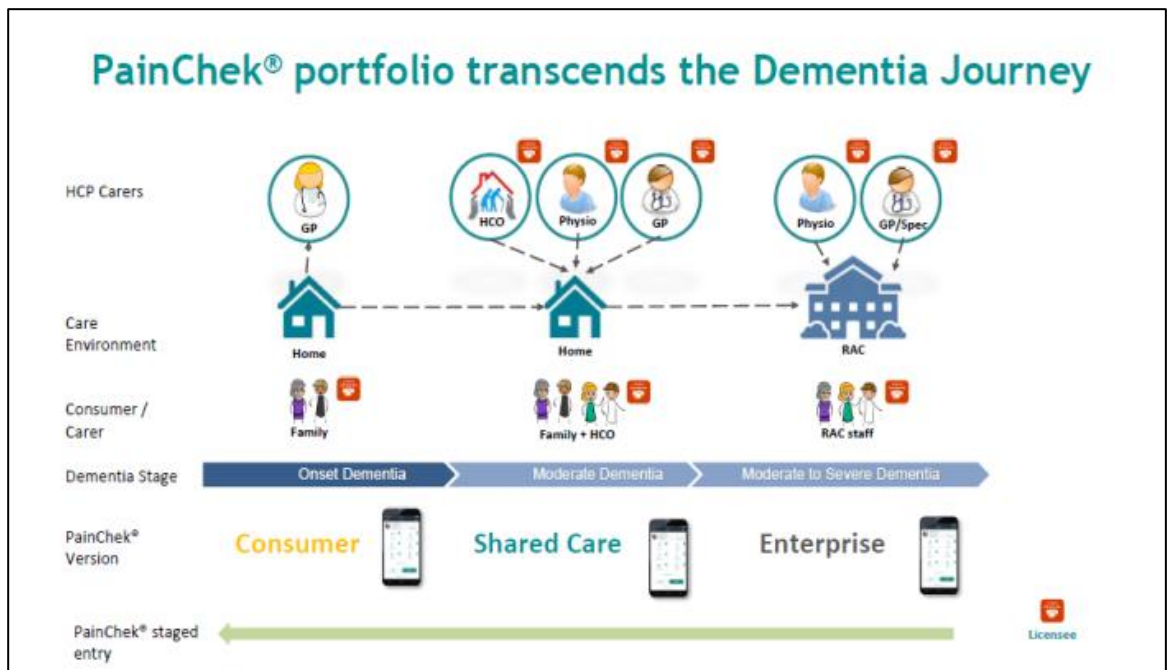 PainChek® portfolio transcends the Dementia Journey
HCP Carers
GP
HCO
Physio
GP
Physio
GP/Spec
Care
Environment
Home
Home
RAC
Consumer /
Carer
Family
Family + HCO
RAC staff
Dementia Stage
Onset Dementia
Moderate Dementia
Moderate to Severe Dementia
PainChek®
Version
Consumer
Shared Care
Enterprise
PainChek® staged
entry
Licensee